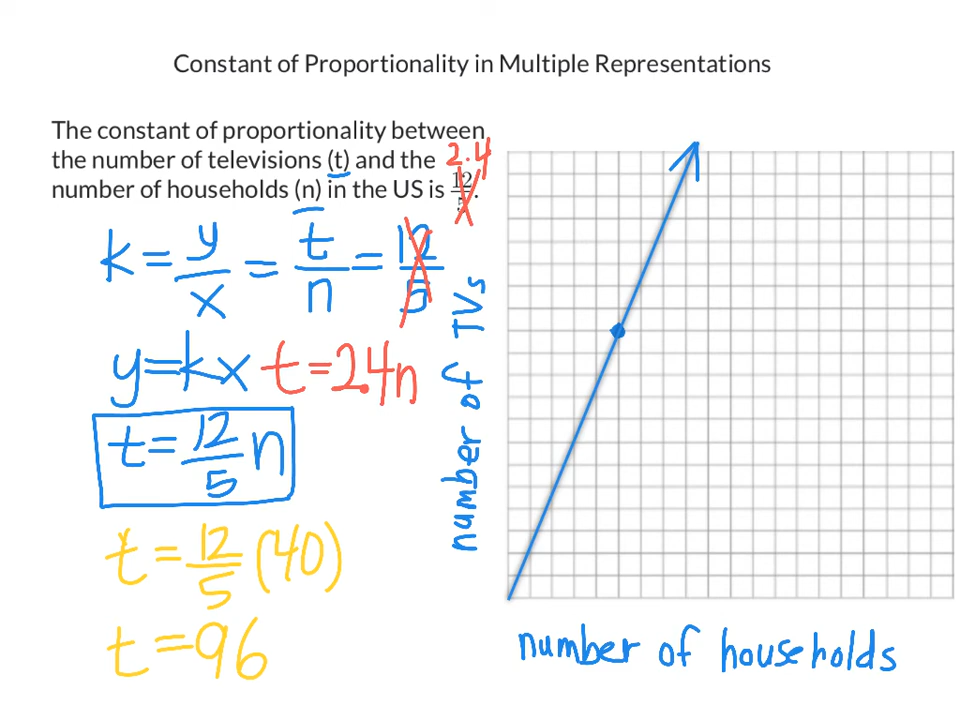 Constant of Proportionality in Multiple Representations
The constant of proportionality between
the number of televisions (t) and the 2.4
number of households (n) in the US is 12/5.
k = y/x = t/n = 12/5
y=kx t=2.4n
t=12/5 n
t=12/5 (40)
t=96
number of TVs
number of households